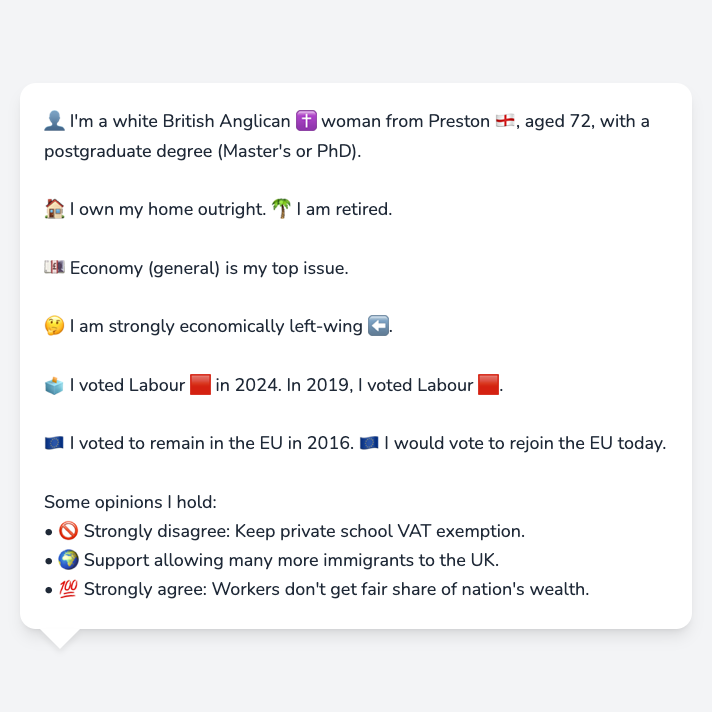 👤 I'm a white British Anglican ✝️ woman from Preston 🏴󠁧󠁢󠁥󠁮󠁧󠁿, aged 72, with a
postgraduate degree (Master's or PhD).
🏠 I own my home outright. 🌴 I am retired.
💷 Economy (general) is my top issue.
🤔 I am strongly economically left-wing ⬅️.
🗳️ I voted Labour 🟥 in 2024. In 2019, I voted Labour 🟥.
🇪🇺 I voted to remain in the EU in 2016. 🇪🇺 I would vote to rejoin the EU today.
Some opinions I hold:
• 🚫 Strongly disagree: Keep private school VAT exemption.
• 🌍 Support allowing many more immigrants to the UK.
• 💯 Strongly agree: Workers don't get fair share of nation's wealth.